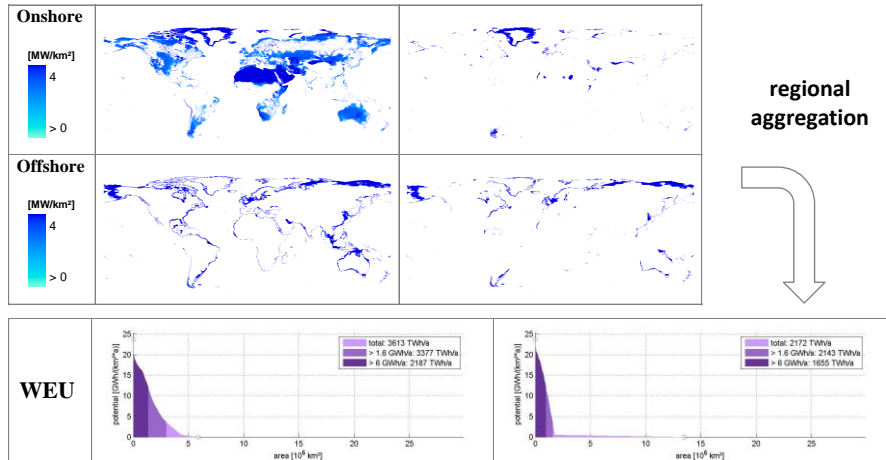 Onshore
[MW/km²]
4
> 0
regional
aggregation
Offshore
[MW/km²]
4
> 0
WEU
potential [GWh/(km²*a)]
25
20
15
10
5
0
total: 3613 TWh/a
> 1.6 GWh/a: 3377 TWh/a
> 6 GWh/a: 2187 TWh/a
0 5 10 15 20 25
area [10⁶ km²]
potential [GWh/(km²*a)]
25
20
15
10
5
0
total: 2172 TWh/a
> 1.6 GWh/a: 2143 TWh/a
> 6 GWh/a: 1655 TWh/a
0 5 10 15 20 25
area [10⁶ km²]